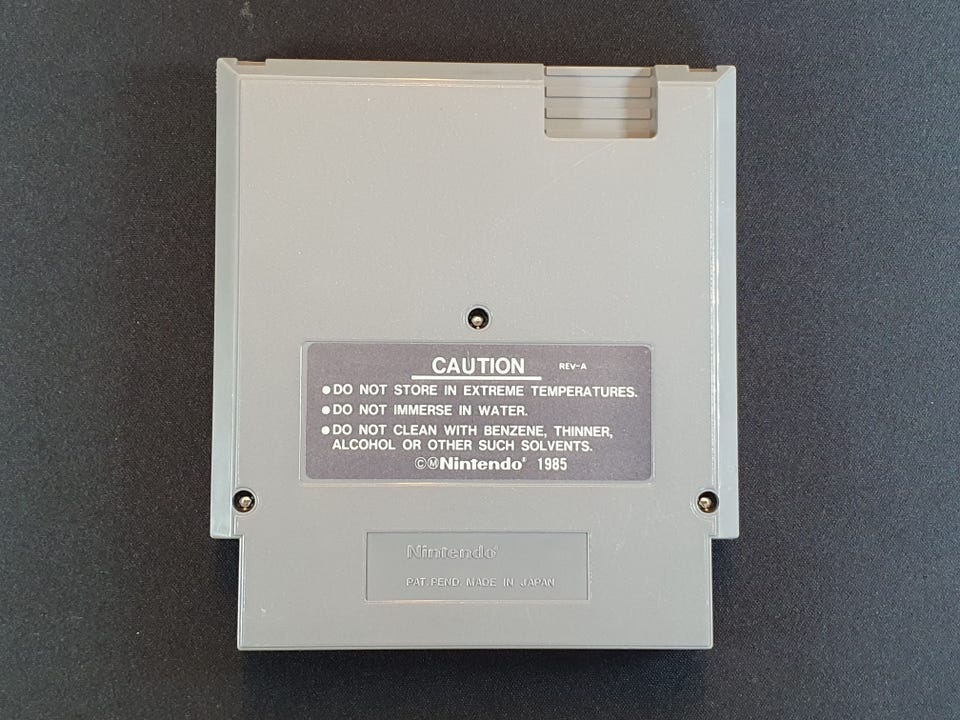 CAUTION REV-A
●DO NOT STORE IN EXTREME TEMPERATURES.
●DO NOT IMMERSE IN WATER.
●DO NOT CLEAN WITH BENZENE, THINNER,
ALCOHOL OR OTHER SUCH SOLVENTS.
©ⓂNintendo® 1985
Nintendo®
PAT. PEND. MADE IN JAPAN